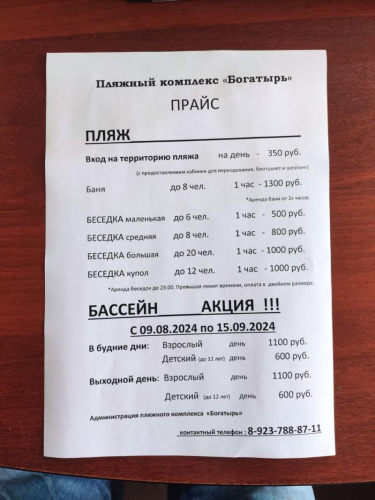 Пляжный комплекс «Богатырь»
ПРАЙС
ПЛЯЖ
Вход на территорию пляжа на день - 350 руб.
(с предоставлением кабинки для переодевания, биотуалет и шезлонг)
Баня до 8 чел. 1 час - 1300 руб.
*Аренда бани от 2х часов.
БЕСЕДКА маленькая до 6 чел. 1 час - 500 руб.
БЕСЕДКА средняя до 8 чел. 1 час - 800 руб.
БЕСЕДКА большая до 20 чел. 1 час - 1000 руб.
БЕСЕДКА купол до 12 чел. 1 час - 1000 руб.
*Аренда беседок до 23:00. Превышая лимит времени, оплата в двойном размере.
БАССЕЙН АКЦИЯ !!!
С 09.08.2024 по 15.09.2024
В будние дни: Взрослый день 1100 руб.
Детский (до 12 лет) день 600 руб.
Выходной день: Взрослый день 1100 руб.
Детский (до 12 лет) день 600 руб.
Администрация пляжного комплекса «Богатырь»
контактный телефон : 8-923-788-87-11